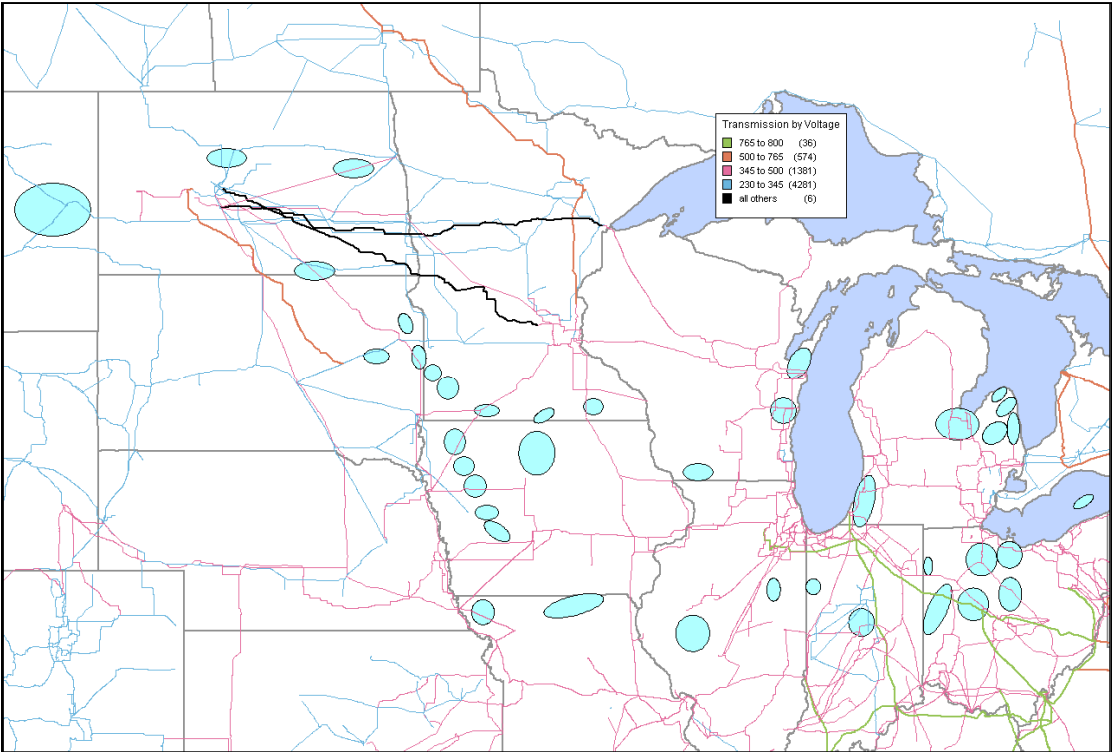 Transmission by Voltage
765 to 800 (36)
500 to 765 (574)
345 to 500 (1381)
230 to 345 (4281)
all others (6)